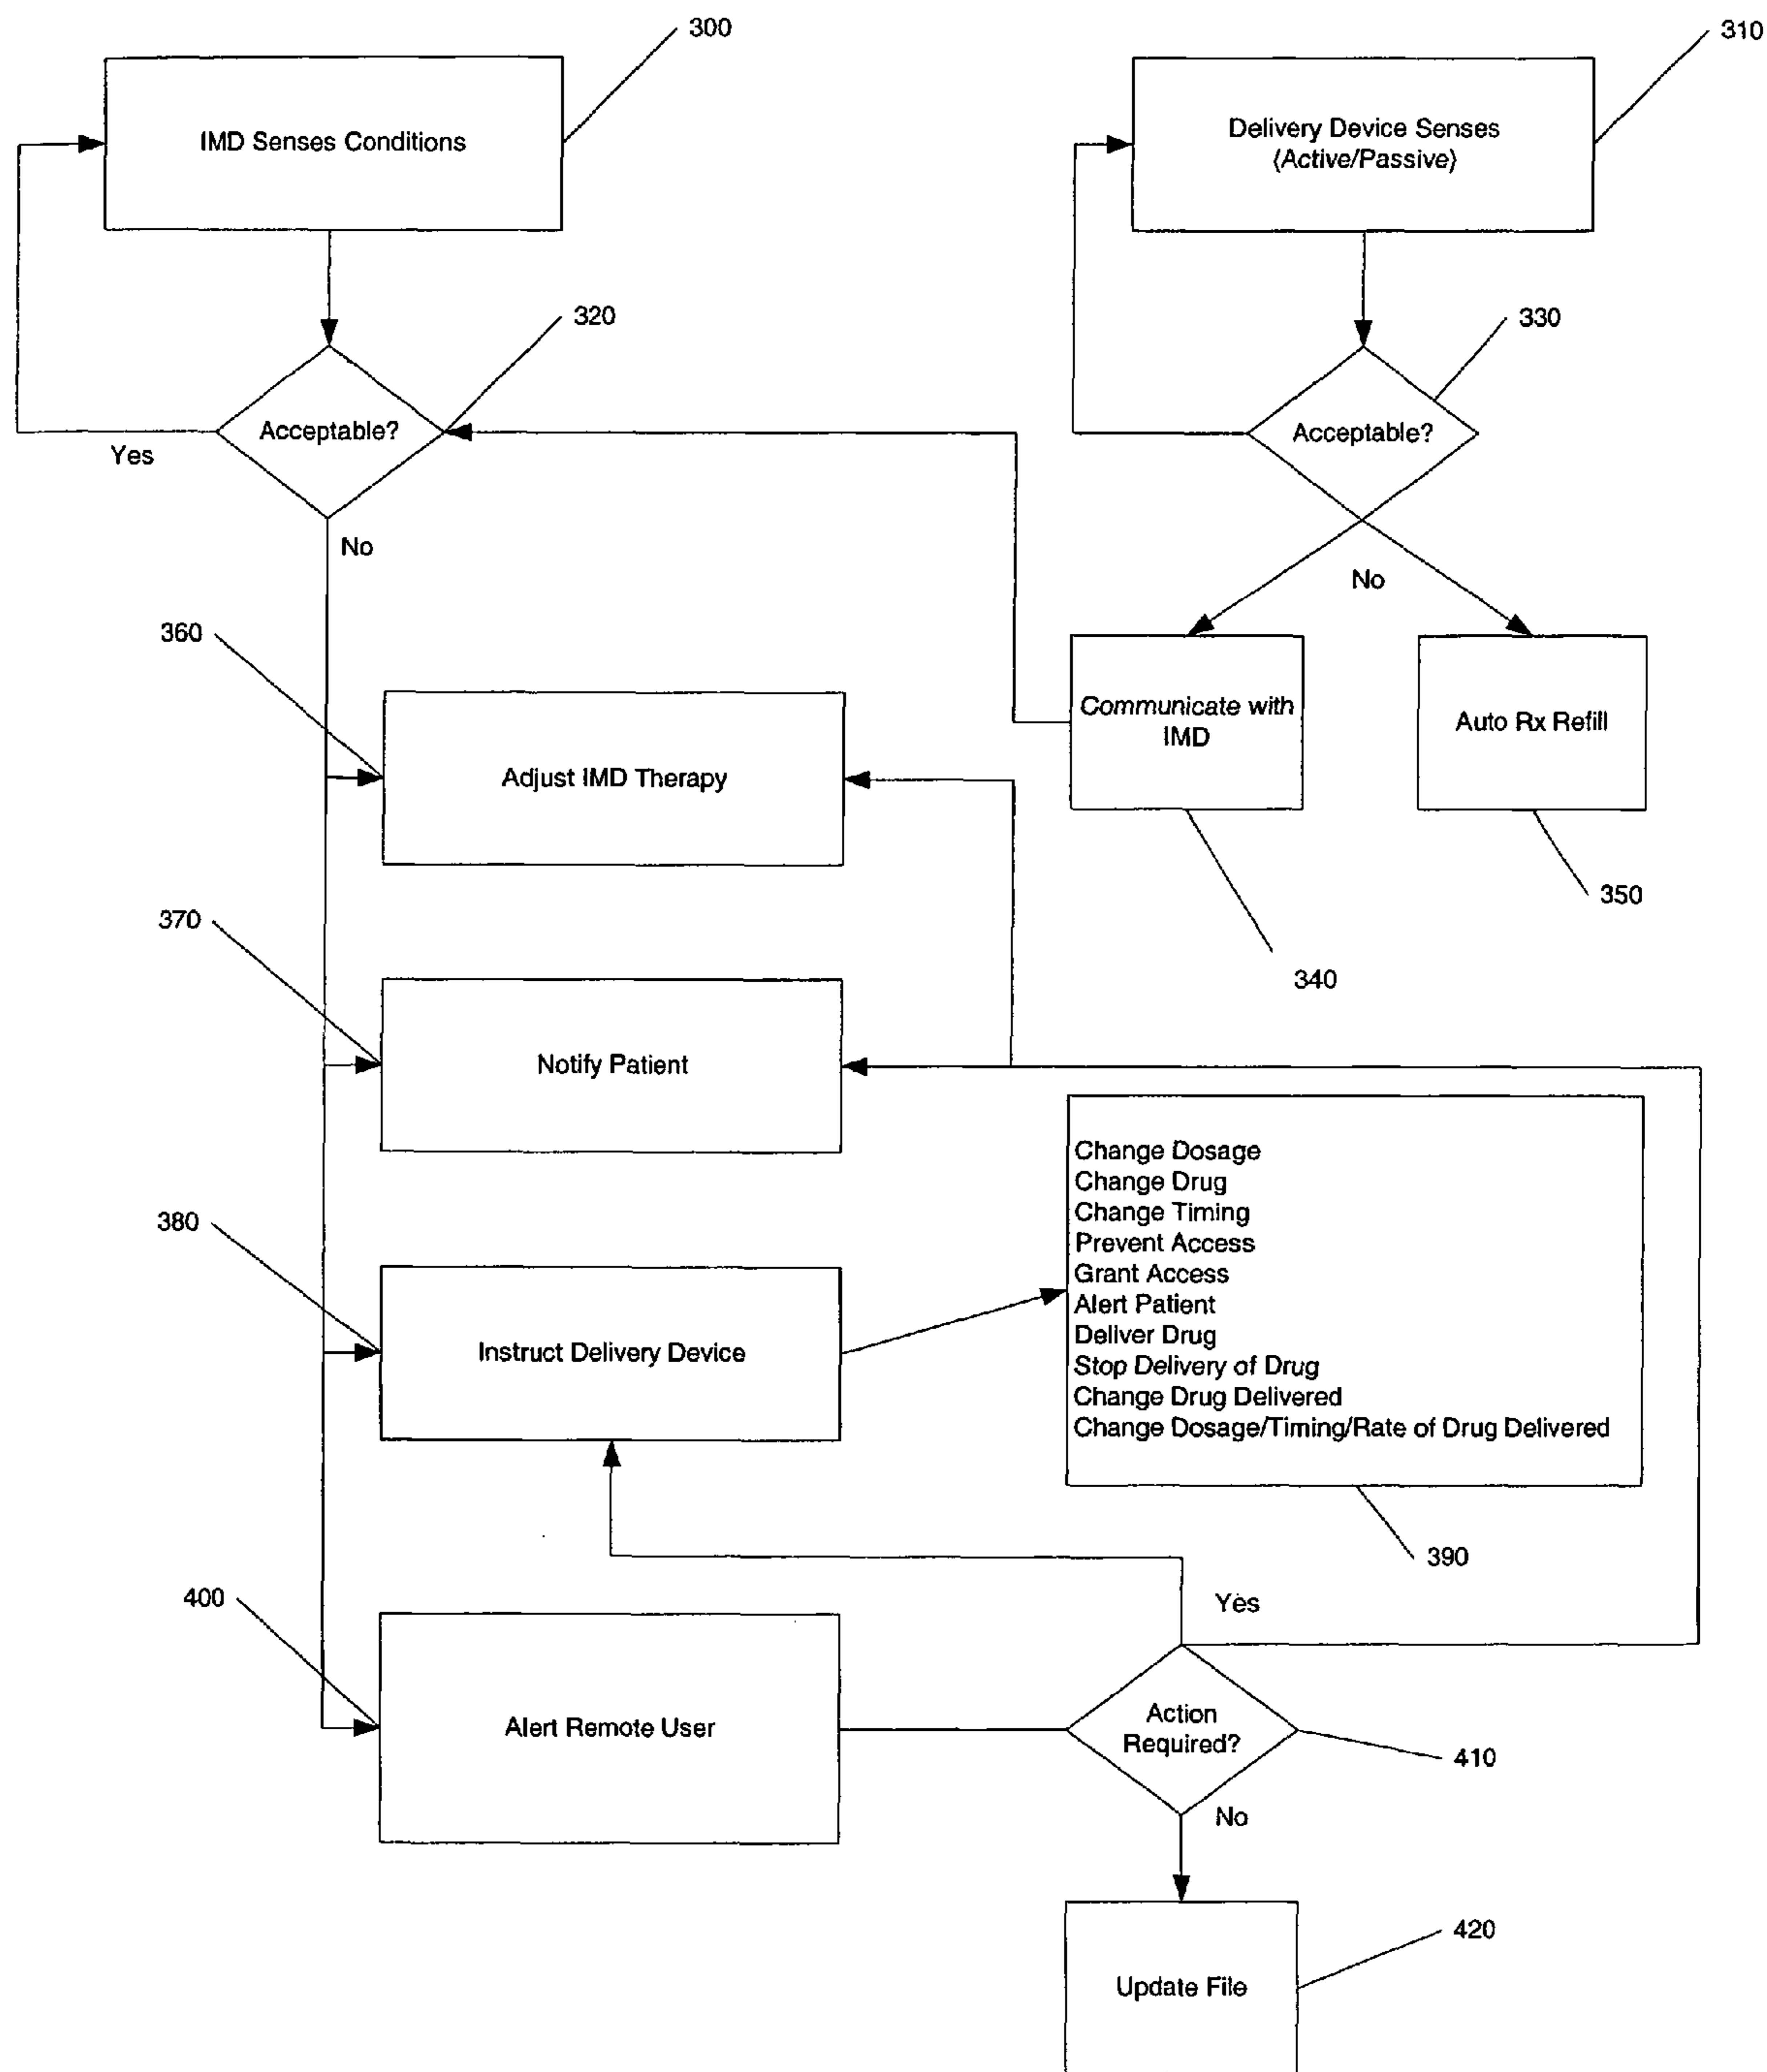 300
310
IMD Senses Conditions
Delivery Device Senses
(Active/Passive)
320
330
Acceptable?
Acceptable?
Yes
No
No
360
Communicate with
IMD
Auto Rx Refill
Adjust IMD Therapy
350
370
340
Notify Patient
Change Dosage
Change Drug
Change Timing
Prevent Access
Grant Access
Alert Patient
Deliver Drug
Stop Delivery of Drug
Change Drug Delivered
Change Dosage/Timing/Rate of Drug Delivered
380
Instruct Delivery Device
390
400
Yes
Alert Remote User
Action
Required?
410
No
420
Update File